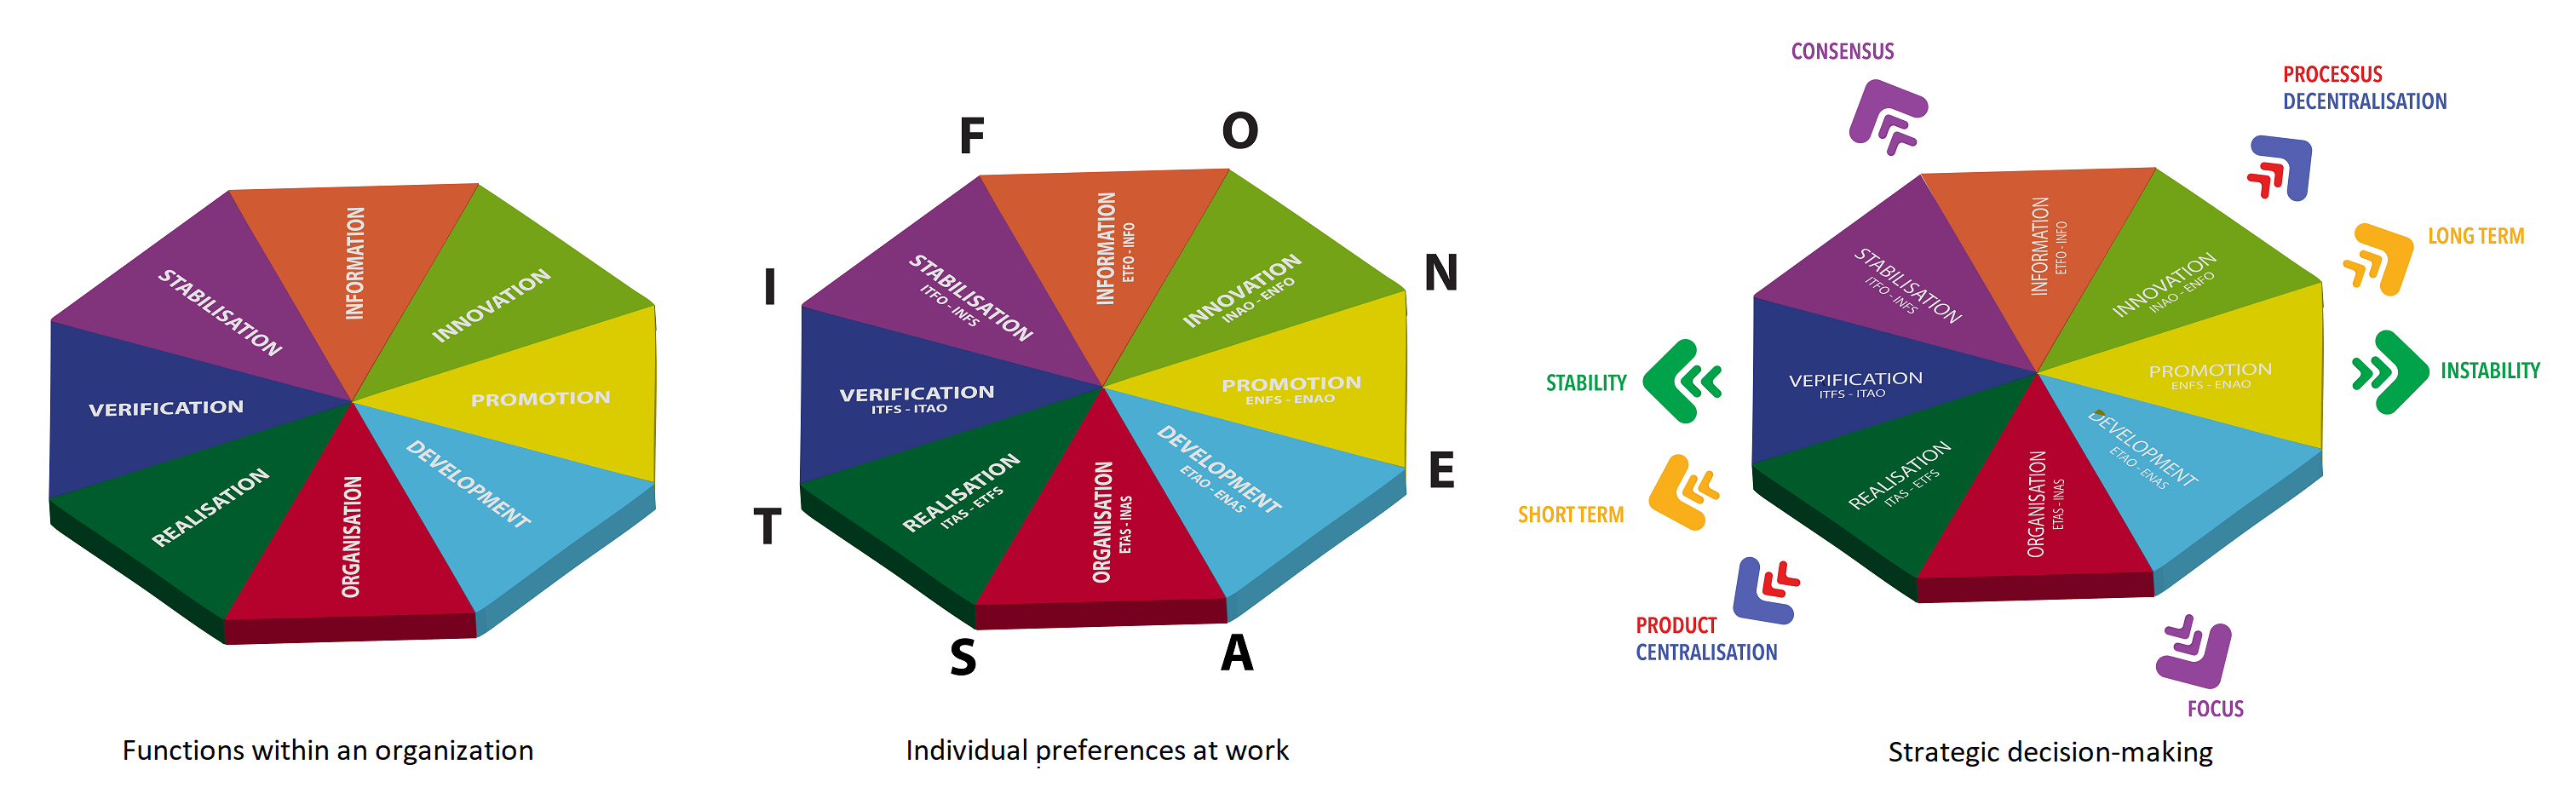 INFORMATION
INNOVATION
STABILISATION
VERIFICATION
PROMOTION
REALISATION
ORGANISATION
DEVELOPMENT
Functions within an organization
F
O
I
N
T
E
S
A
INFORMATION
ETFO - INFO
INNOVATION
INAO - ENFO
STABILISATION
ITFO - INFS
VERIFICATION
ITFS - ITAO
PROMOTION
ENFS - ENAO
REALISATION
ITAS - ETFS
ORGANISATION
ETAS - INAS
DEVELOPMENT
ETAO - ENAS
Individual preferences at work
CONSENSUS
PROCESSUS
DECENTRALISATION
LONG TERM
INSTABILITY
STABILITY
SHORT TERM
PRODUCT
CENTRALISATION
FOCUS
INFORMATION
ETFO - INFO
INNOVATION
INAO - ENFO
STABILISATION
ITFO - INFS
VEPIFICATION
ITFS - ITAO
PROMOTION
ENFS - ENAO
REALISATION
ITAS - ETFS
ORGANISATION
ETAS - INAS
DEVELOPMENT
ETAO - ENAS
Strategic decision-making